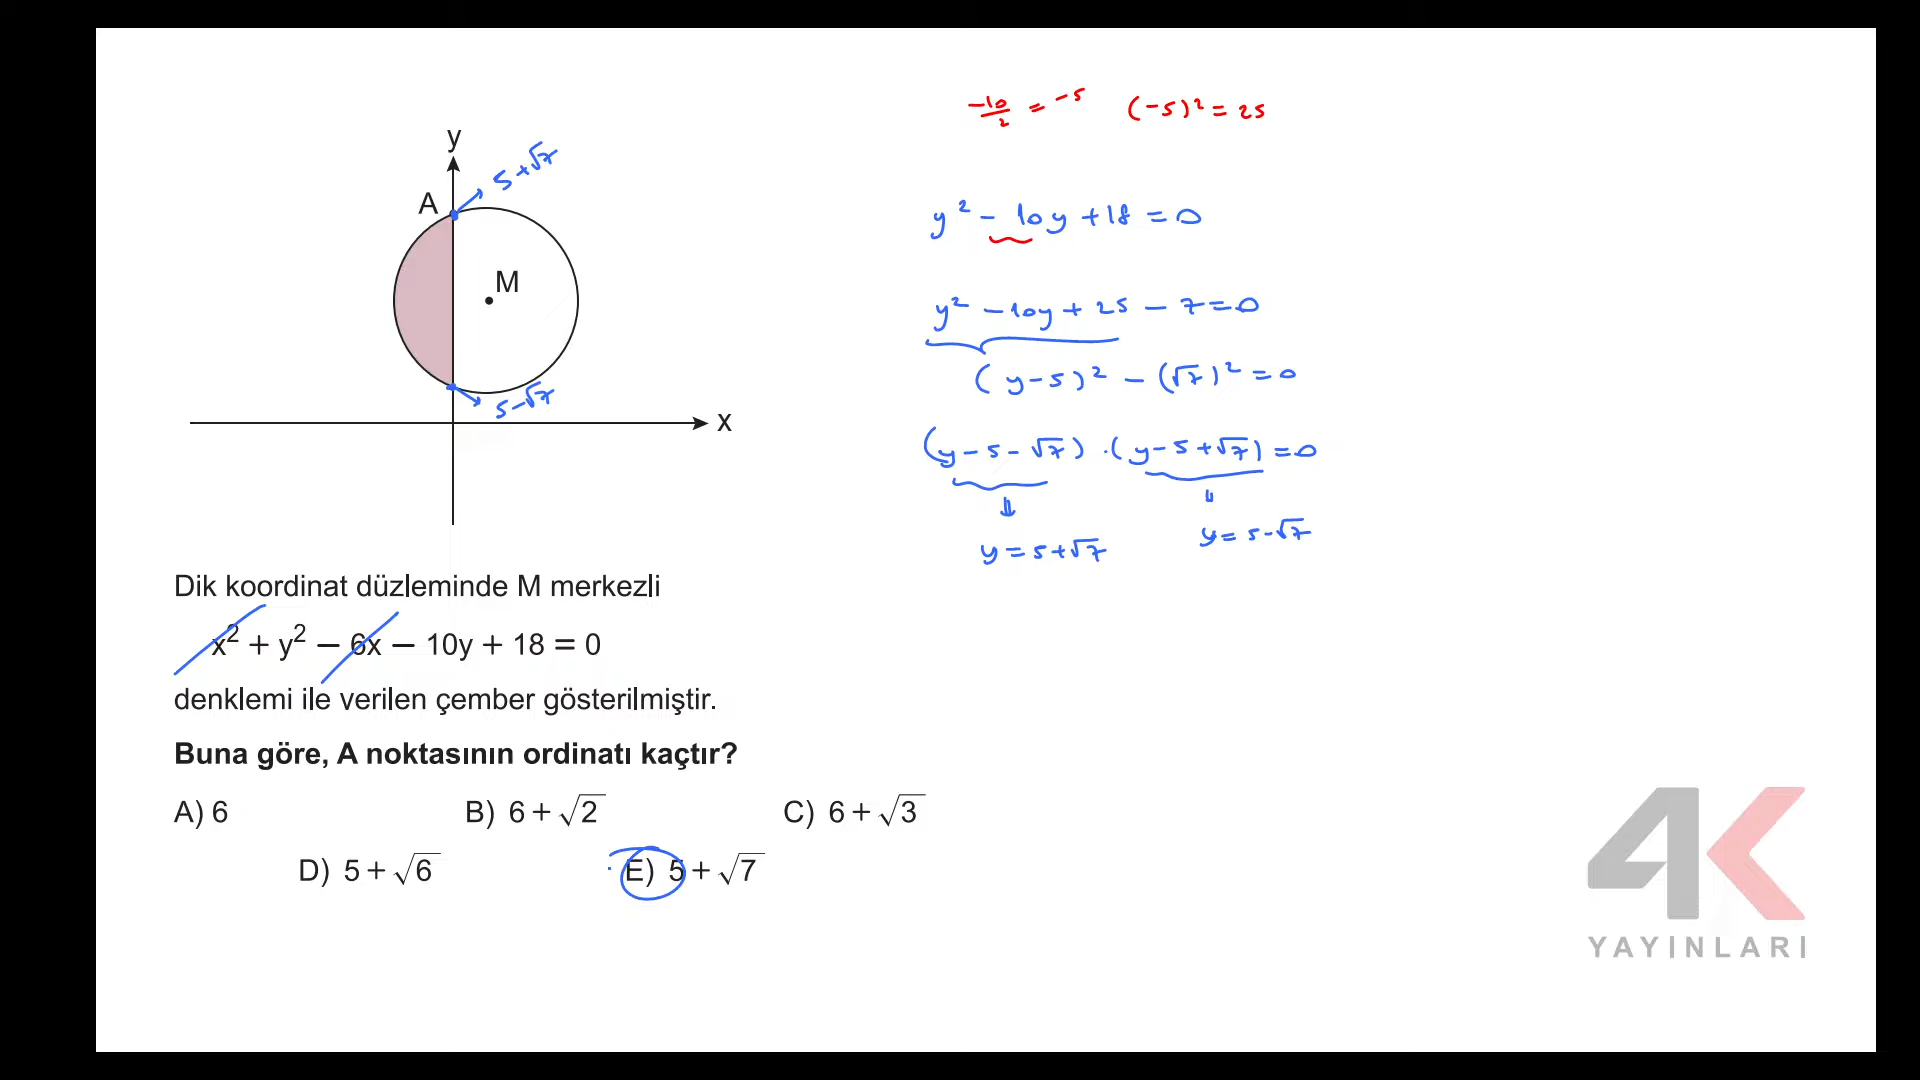 y
A
5+√7
M
5-√7
x
-10/2 = -5 (-5)² = 25
y² - 10y + 18 = 0
y² - 10y + 25 - 7 = 0
(y-5)² - (√7)² = 0
(y-5-√7) . (y-5+√7) = 0
⇓
y = 5+√7
y = 5-√7
Dik koordinat düzleminde M merkezli
x² + y² – 6x – 10y + 18 = 0
denklemi ile verilen çember gösterilmiştir.
Buna göre, A noktasının ordinatı kaçtır?
A) 6 B) 6 + √2 C) 6 + √3
D) 5 + √6 E) 5 + √7
4K
YAYINLARI